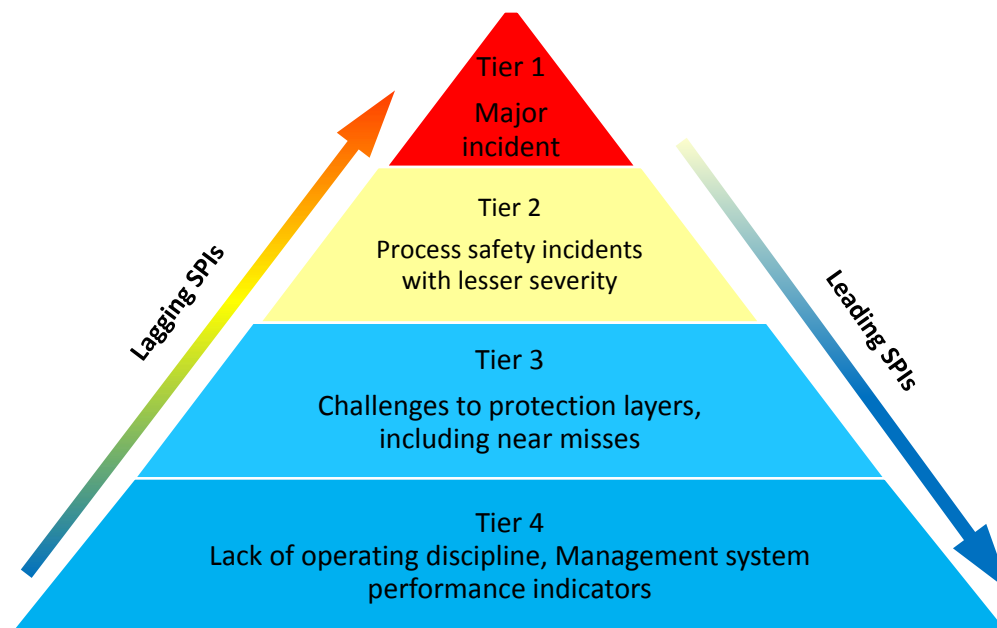 Tier 1
Major
incident
Tier 2
Process safety incidents
with lesser severity
Lagging SPIs
Leading SPIs
Tier 3
Challenges to protection layers,
including near misses
Tier 4
Lack of operating discipline, Management system
performance indicators